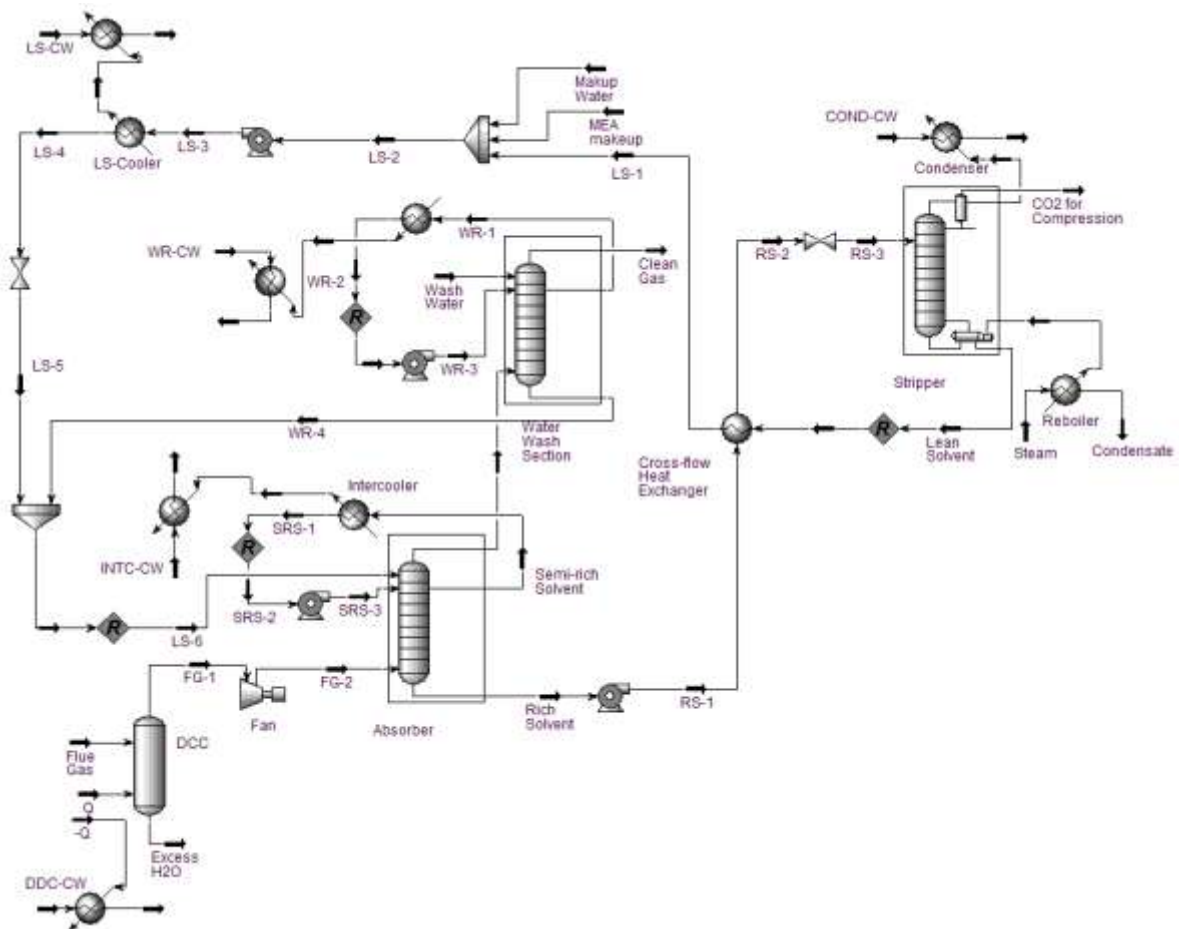 LS-CW
LS-4
LS-Cooler
LS-3
LS-2
Makup
Water
MEA
makeup
LS-1
COND-CW
Condenser
CO2 for
Compression
WR-1
WR-CW
WR-2
Wash
Water
Clean
Gas
RS-2
RS-3
R
WR-3
LS-5
Stripper
WR-4
Water
Wash
Section
R
Lean
Solvent
Reboiler
Steam
Condensate
Cross-flow
Heat
Exchanger
Intercooler
SRS-1
R
INTC-CW
Semi-rich
Solvent
SRS-2
SRS-3
R
LS-6
FG-1
FG-2
Fan
Absorber
Rich
Solvent
RS-1
DCC
Flue
Gas
Q
-Q
Excess
H2O
DDC-CW